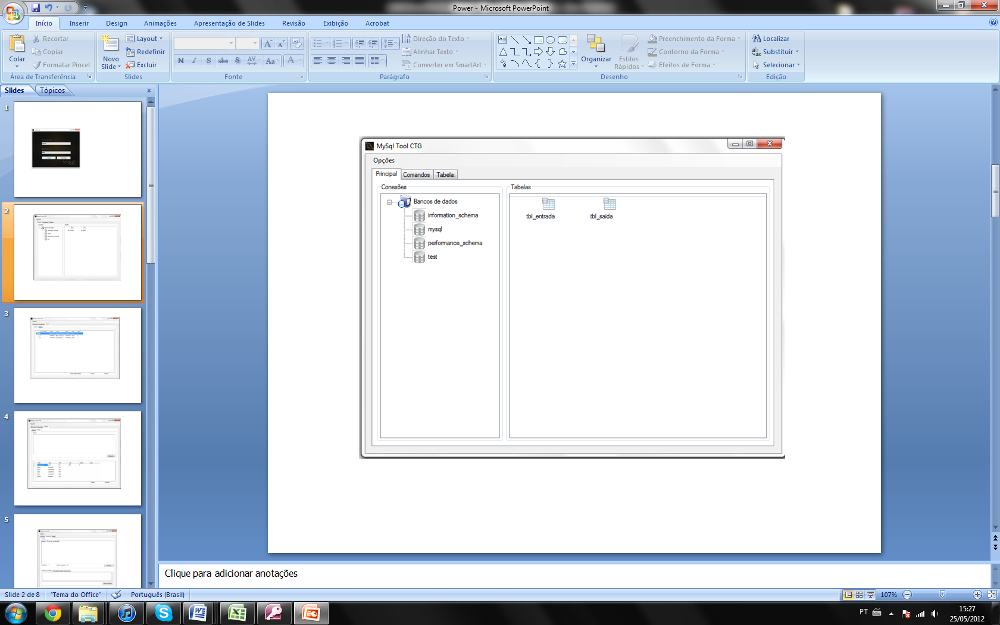 Power - Microsoft PowerPoint
Início Inserir Design Animações Apresentação de Slides Revisão Exibição Acrobat
Colar
Recortar
Copiar
Formatar Pincel
Área de Transferência
Novo Slide
Layout
Redefinir
Excluir
Slides
N I S abc S AV Aa A
Fonte
Direção do Texto
Alinhar Texto
Converter em SmartArt
Parágrafo
Organizar
Estilos Rápidos
Preenchimento da Forma
Contorno da Forma
Efeitos de Forma
Desenho
Localizar
Substituir
Selecionar
Edição
Slides Tópicos x
1
2
3
4
5
MySql Tool CTG
Opções
Principal Comandos Tabela:
Conexões
Bancos de dados
information_schema
mysql
performance_schema
test
Tabelas
tbl_entrada tbl_saida
Clique para adicionar anotações
Slide 2 de 8 "Tema do Office" Português (Brasil) 107%
PT 15:27
25/05/2012